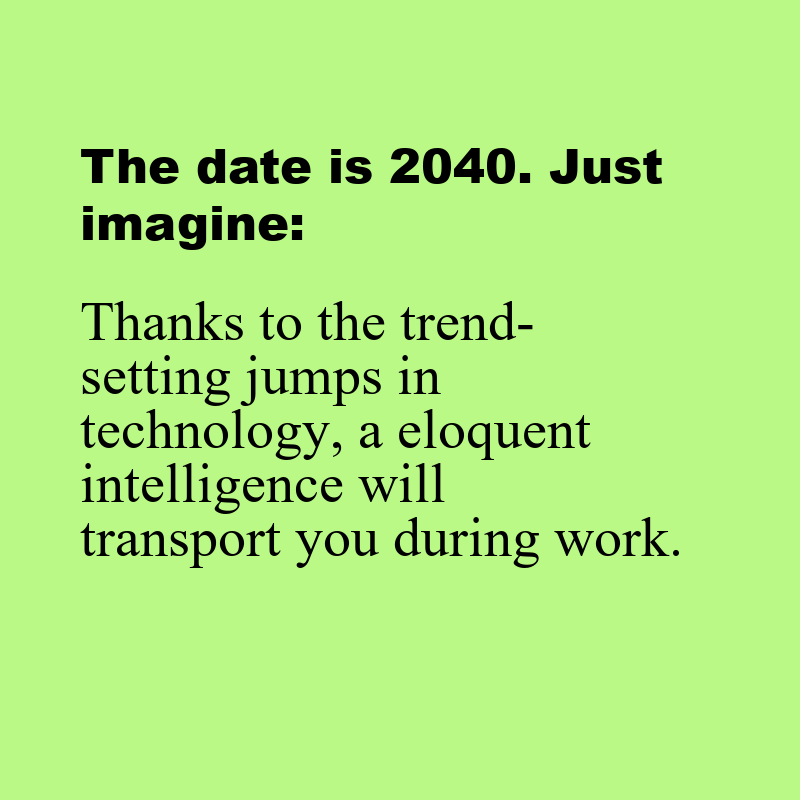 The date is 2040. Just
imagine:
Thanks to the trend-
setting jumps in
technology, a eloquent
intelligence will
transport you during work.